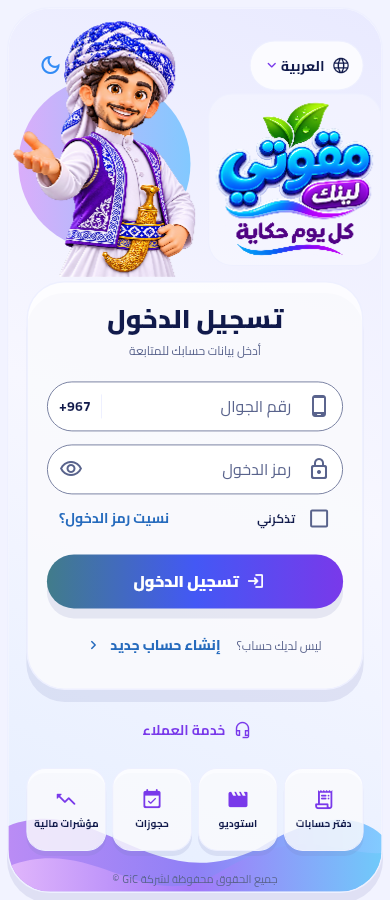 العربية
مقوتي
لينك
كل يوم حكاية
تسجيل الدخول
أدخل بيانات حسابك للمتابعة
رقم الجوال
+967
رمز الدخول
تذكرني
نسيت رمز الدخول؟
تسجيل الدخول
ليس لديك حساب؟
إنشاء حساب جديد
خدمة العملاء
دفتر حسابات
استوديو
حجوزات
مؤشرات مالية
جميع الحقوق محفوظة لشركة GiC ©